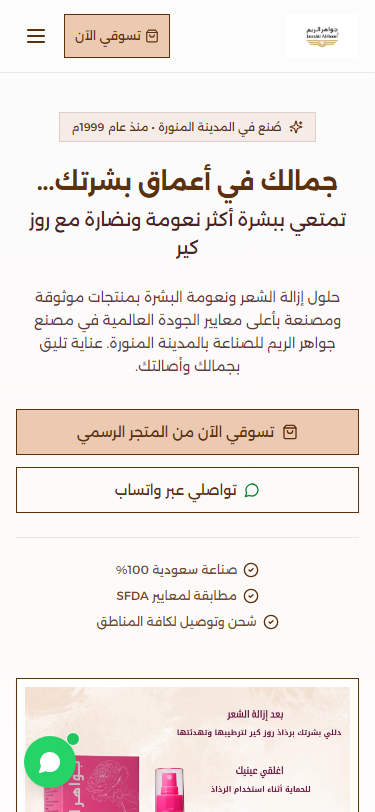 جواهر الريم
Jawaher Al-Reem
تسوقي الآن
صُنع في المدينة المنورة • منذ عام 1999م
جمالك في أعماق بشرتك...
تمتعي ببشرة أكثر نعومة ونضارة مع روز
كير
حلول إزالة الشعر ونعومة البشرة بمنتجات موثوقة
ومصنعة بأعلى معايير الجودة العالمية في مصنع
جواهر الريم للصناعة بالمدينة المنورة. عناية تليق
بجمالك وأصالتك.
تسوقي الآن من المتجر الرسمي
تواصلي عبر واتساب
صناعة سعودية 100%
مطابقة لمعايير SFDA
شحن وتوصيل لكافة المناطق
بعد إزالة الشعر
دللي بشرتك برذاذ روز كير لترطيبها وتهدئتها
اغلقي عينيك
للحماية أثناء استخدام الرذاذ